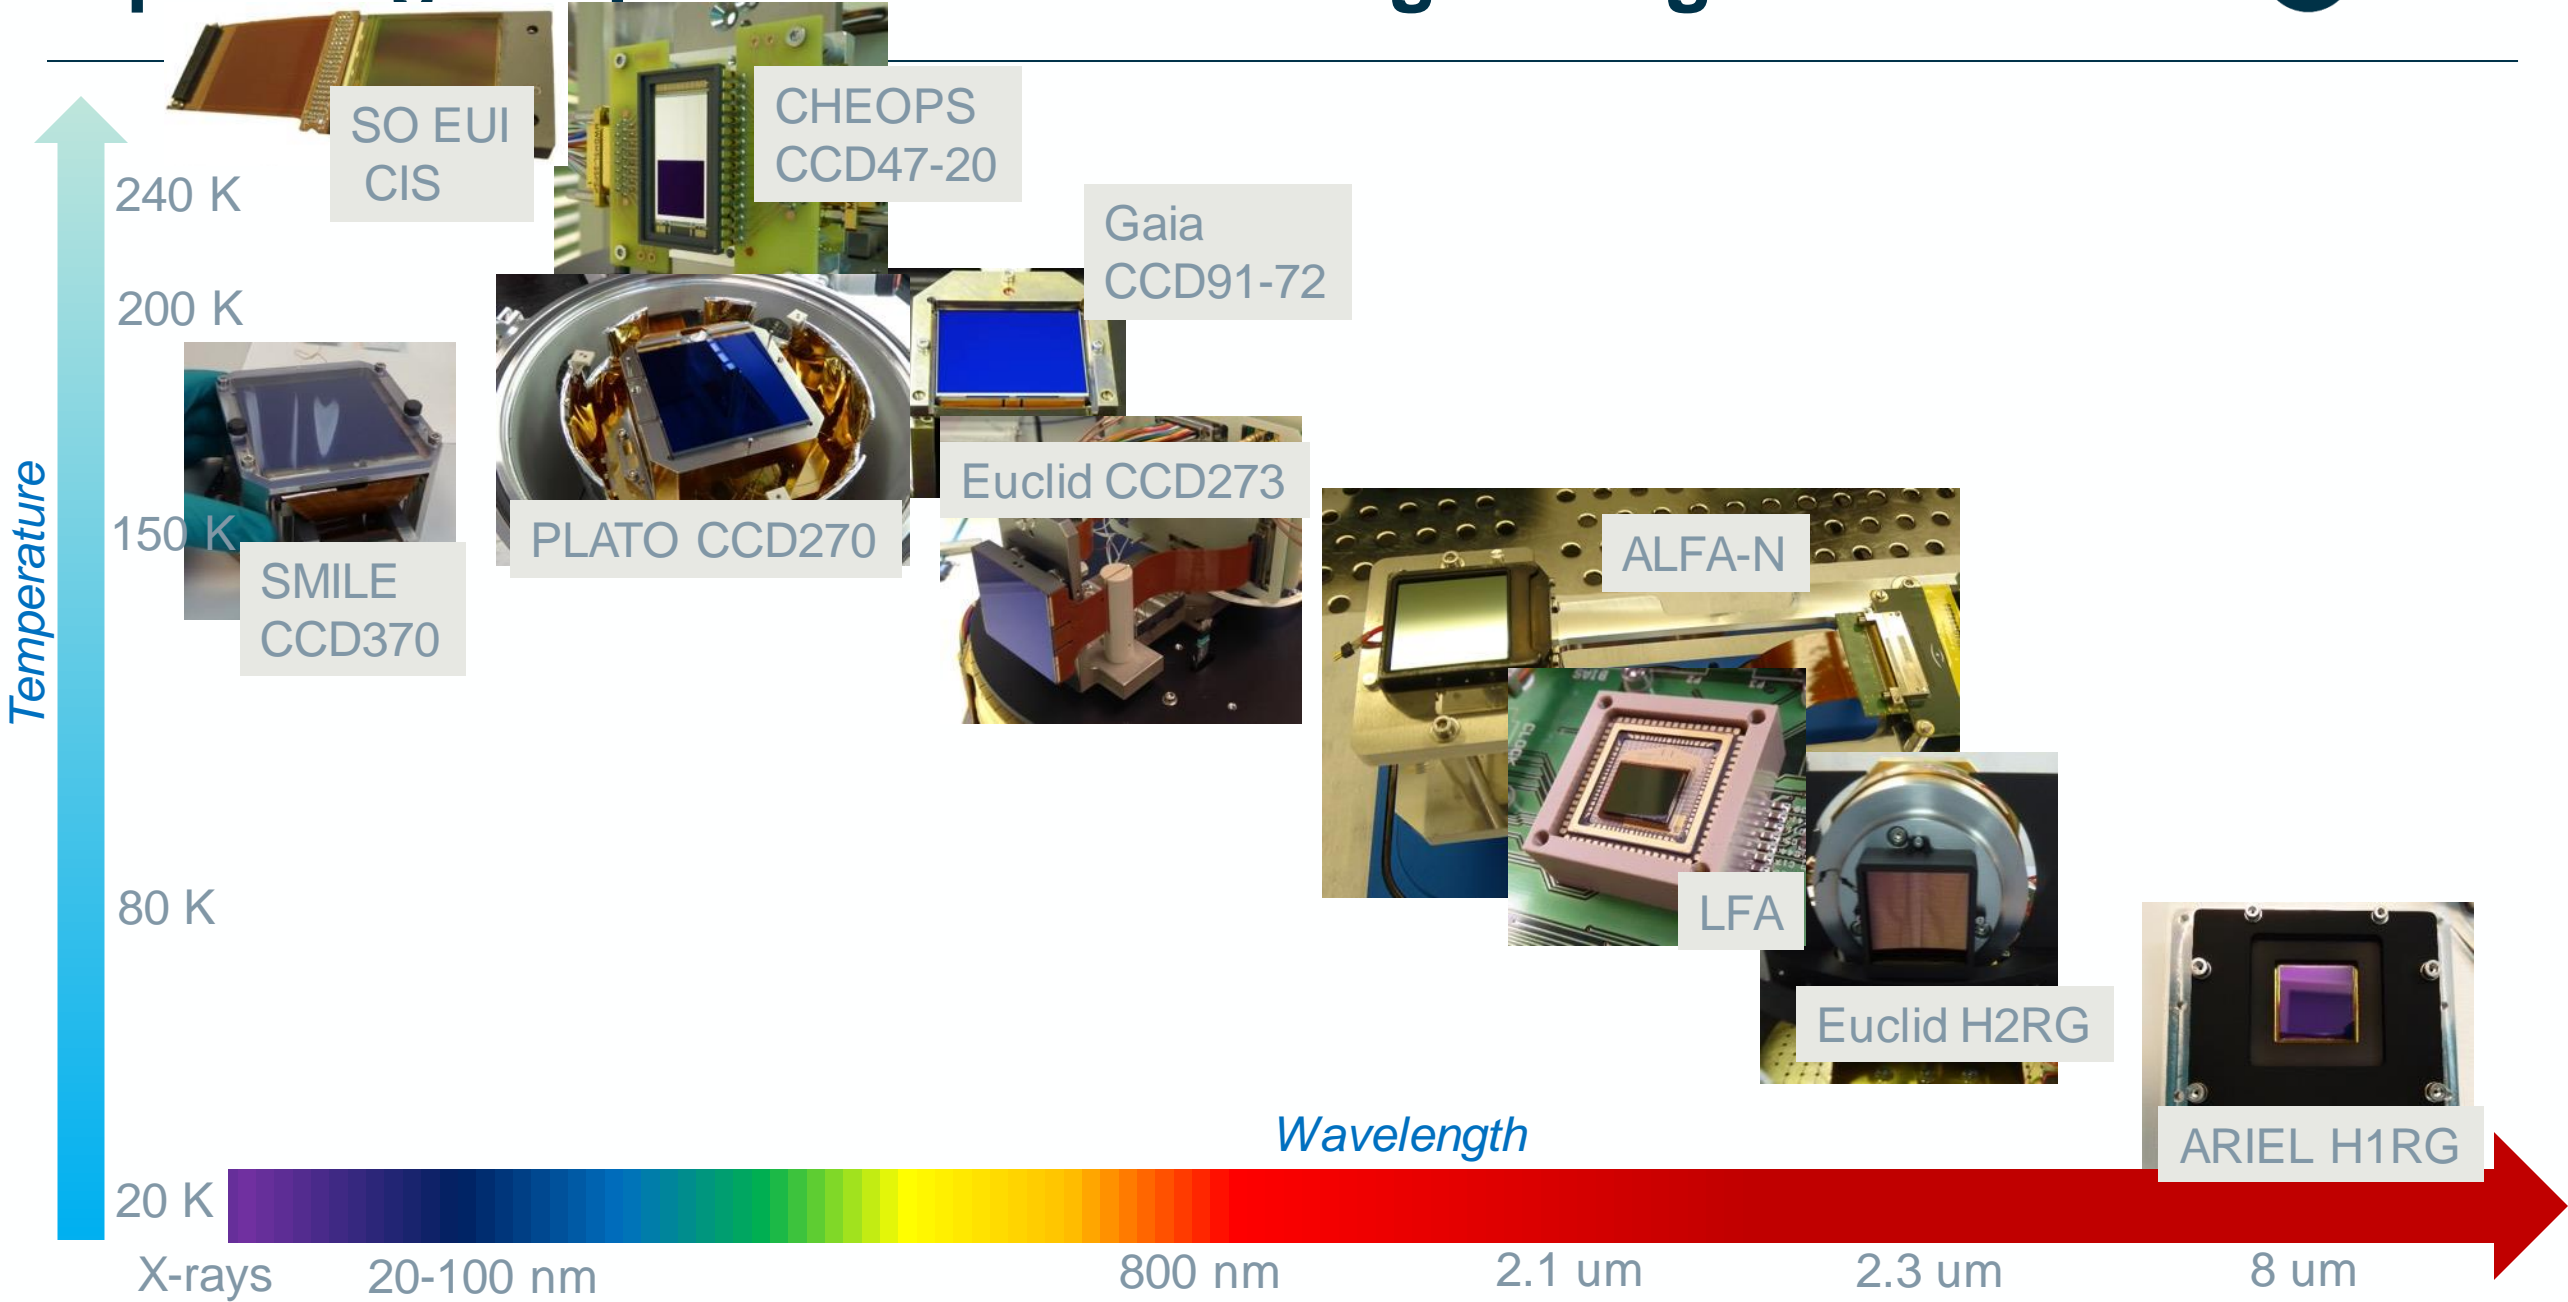 SO EUI
CIS
CHEOPS
CCD47-20
Gaia
CCD91-72
240 K
200 K
150 K
80 K
20 K
Temperature
SMILE
CCD370
PLATO CCD270
Euclid CCD273
ALFA-N
LFA
Euclid H2RG
ARIEL H1RG
Wavelength
X-rays
20-100 nm
800 nm
2.1 um
2.3 um
8 um